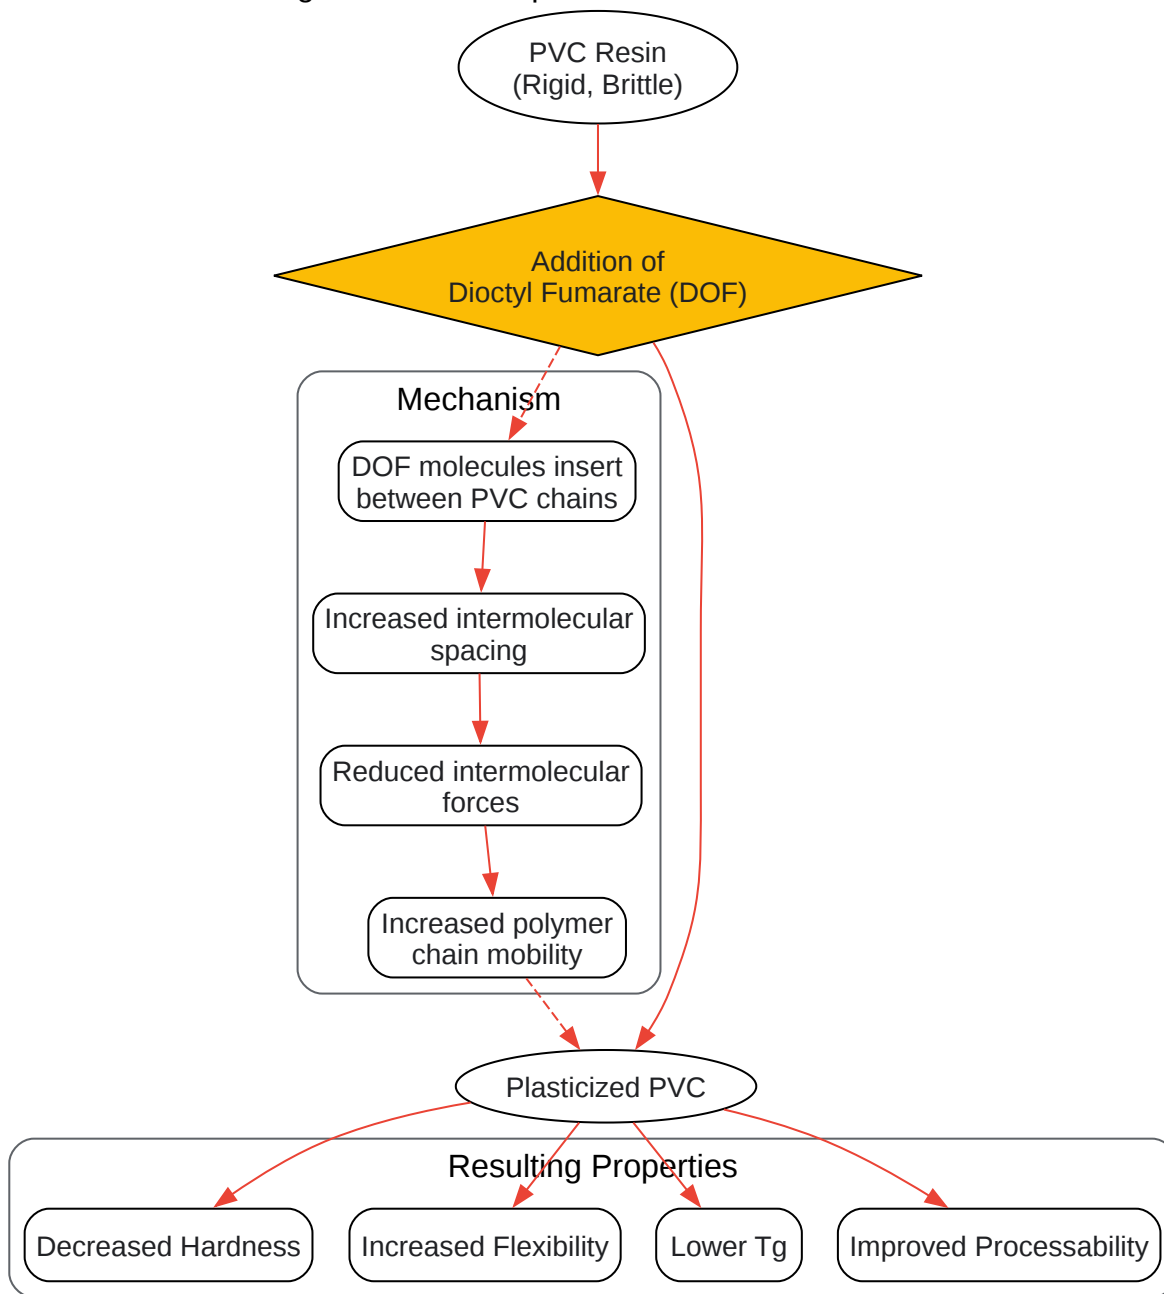 PVC Resin
(Rigid, Brittle)
Addition of
Dioctyl Fumarate (DOF)
Mechanism
DOF molecules insert
between PVC chains
Increased intermolecular
spacing
Reduced intermolecular
forces
Increased polymer
chain mobility
Plasticized PVC
Resulting Properties
Decreased Hardness
Increased Flexibility
Lower Tg
Improved Processability